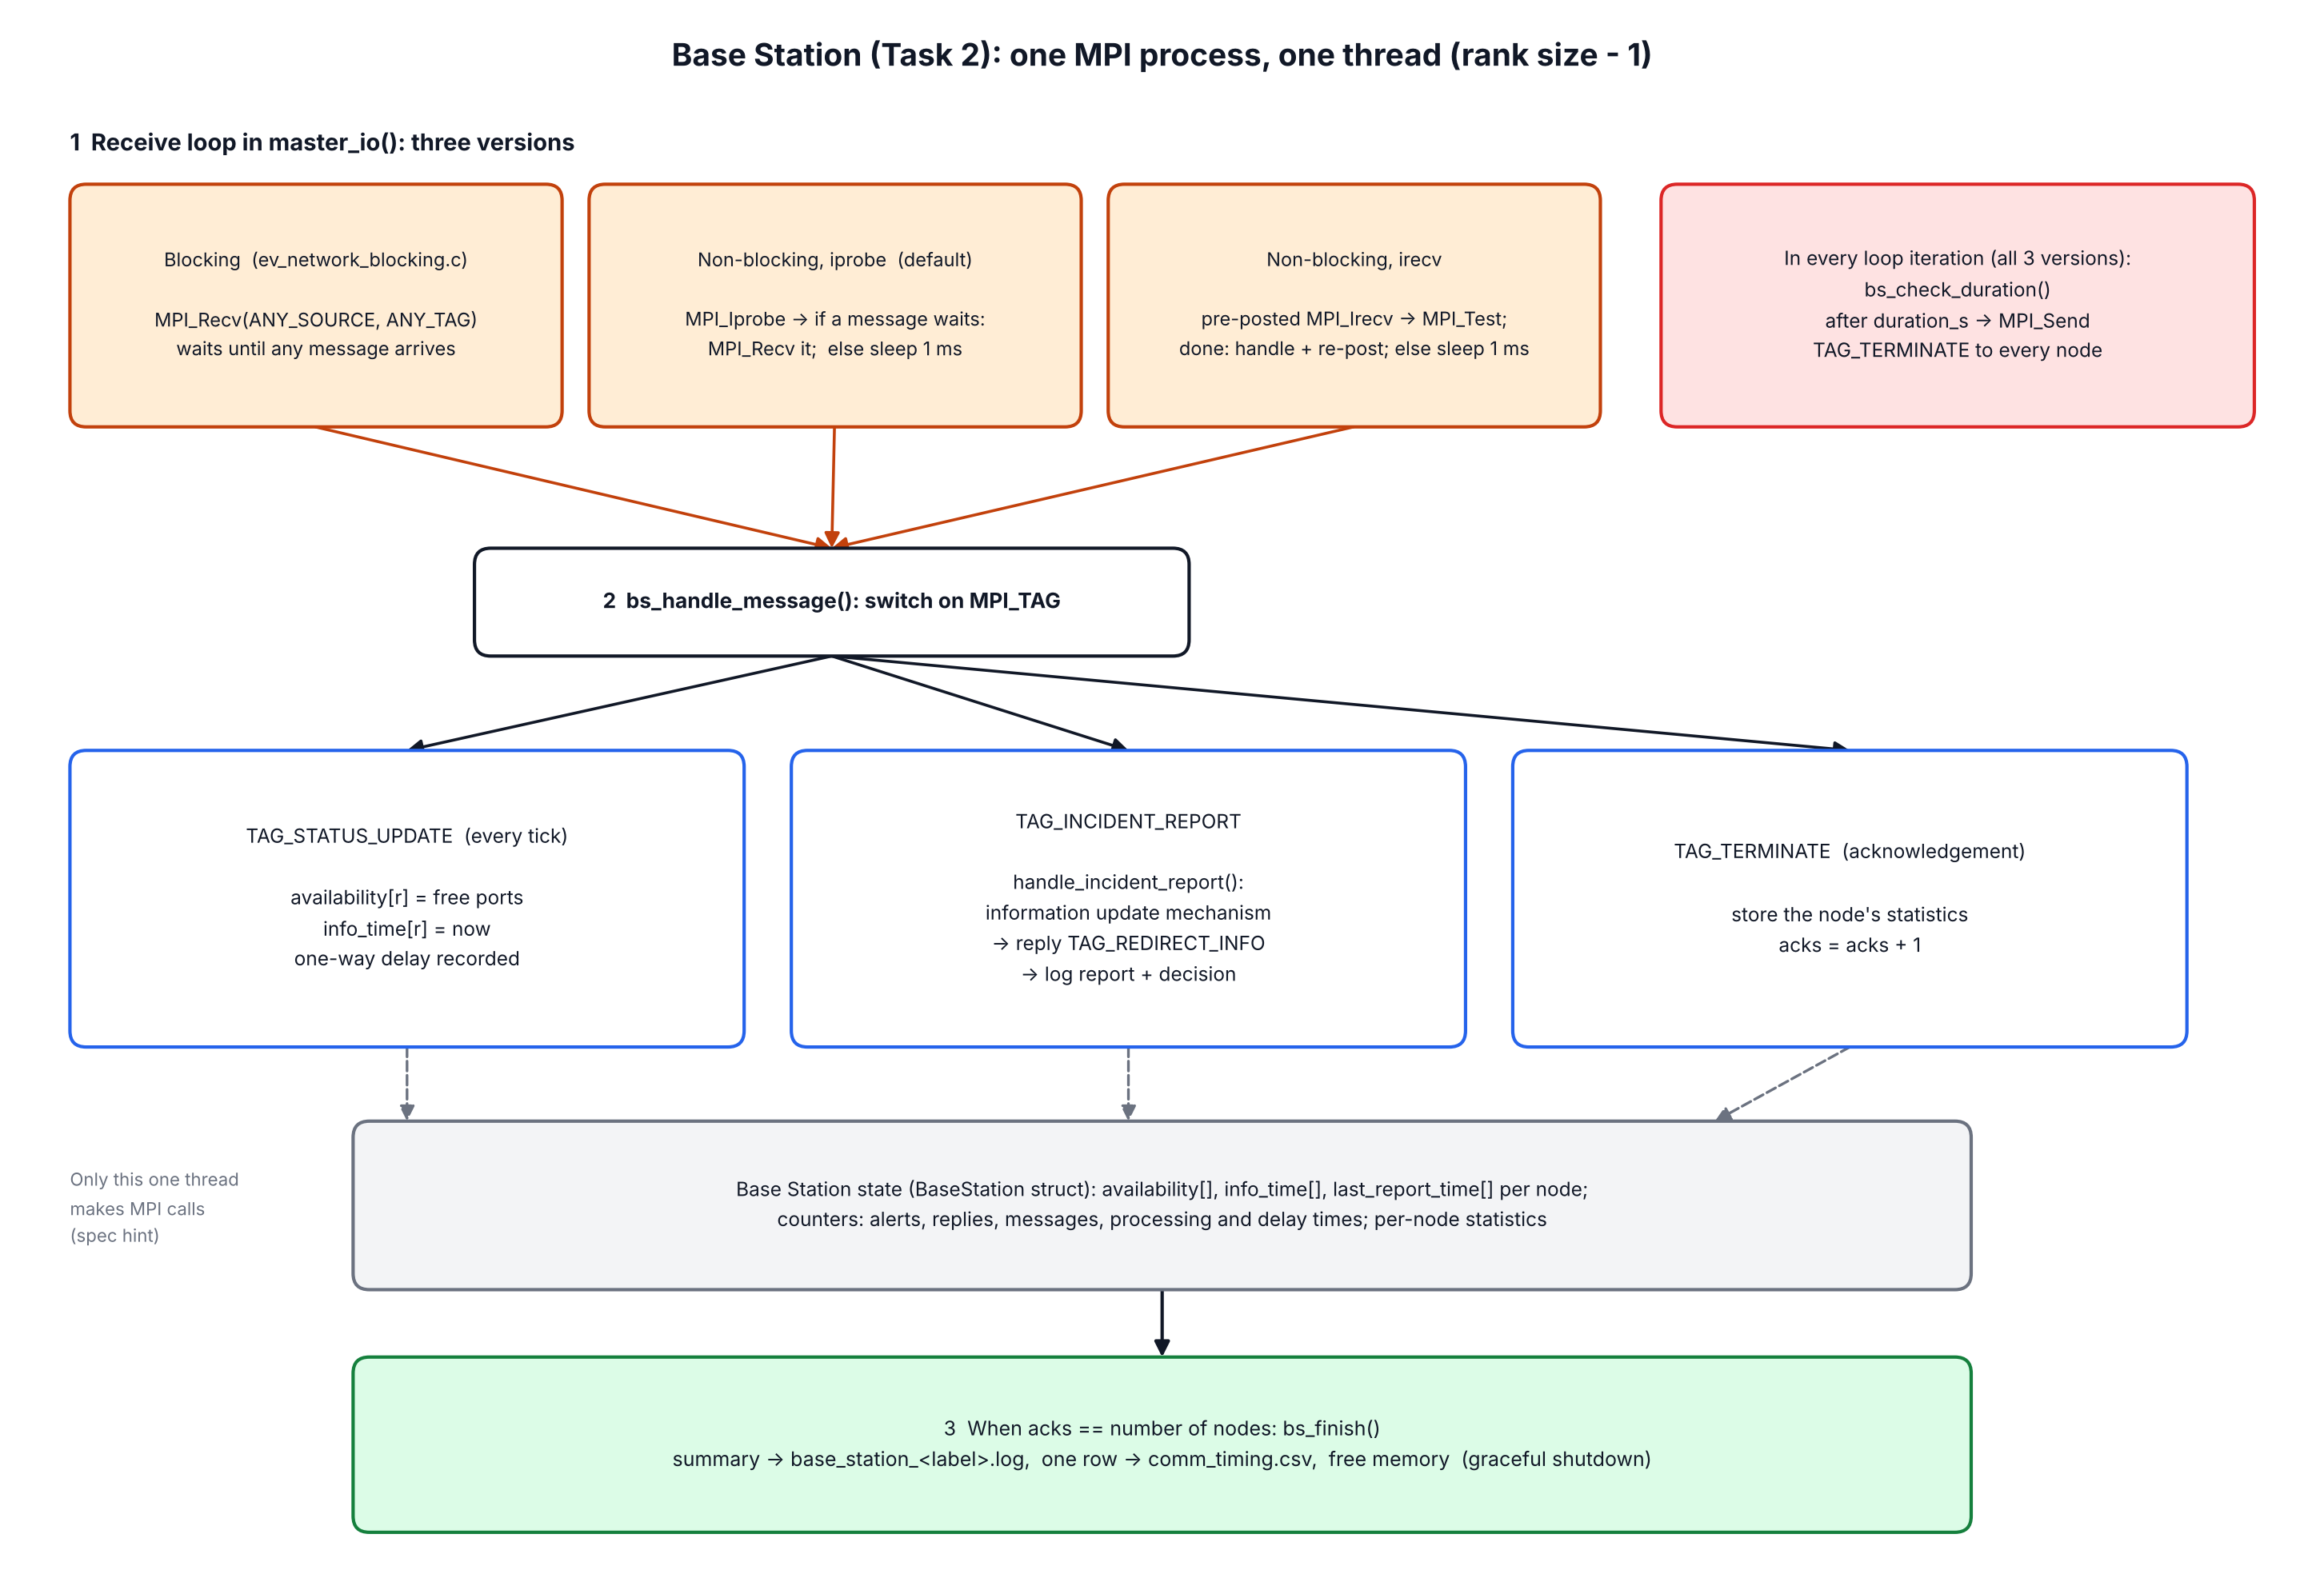 Base Station (Task 2): one MPI process, one thread (rank size - 1)
1 Receive loop in master_io(): three versions
Blocking (ev_network_blocking.c)
MPI_Recv(ANY_SOURCE, ANY_TAG)
waits until any message arrives
Non-blocking, iprobe (default)
MPI_Iprobe → if a message waits:
MPI_Recv it; else sleep 1 ms
Non-blocking, irecv
pre-posted MPI_Irecv → MPI_Test;
done: handle + re-post; else sleep 1 ms
In every loop iteration (all 3 versions):
bs_check_duration()
after duration_s → MPI_Send
TAG_TERMINATE to every node
2 bs_handle_message(): switch on MPI_TAG
TAG_STATUS_UPDATE (every tick)
availability[r] = free ports
info_time[r] = now
one-way delay recorded
TAG_INCIDENT_REPORT
handle_incident_report():
information update mechanism
→ reply TAG_REDIRECT_INFO
→ log report + decision
TAG_TERMINATE (acknowledgement)
store the node's statistics
acks = acks + 1
Only this one thread
makes MPI calls
(spec hint)
Base Station state (BaseStation struct): availability[], info_time[], last_report_time[] per node;
counters: alerts, replies, messages, processing and delay times; per-node statistics
3 When acks == number of nodes: bs_finish()
summary → base_station_<label>.log, one row → comm_timing.csv, free memory (graceful shutdown)